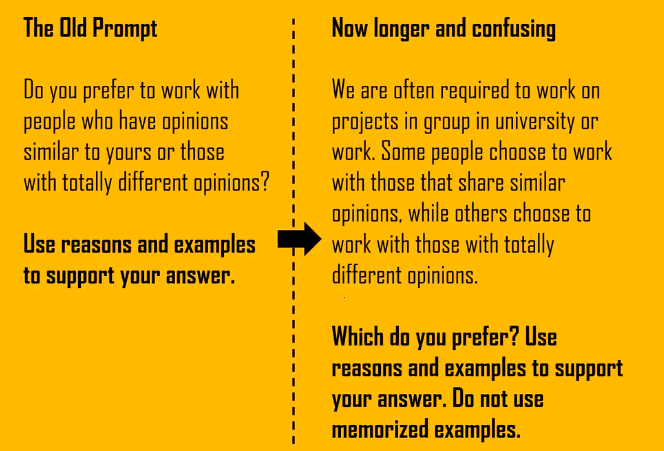 The Old Prompt
Do you prefer to work with
people who have opinions
similar to yours or those
with totally different opinions?
Use reasons and examples
to support your answer.
Now longer and confusing
We are often required to work on
projects in group in university or
work. Some people choose to work
with those that share similar
opinions, while others choose to
work with those with totally
different opinions.
Which do you prefer? Use
reasons and examples to support
your answer. Do not use
memorized examples.